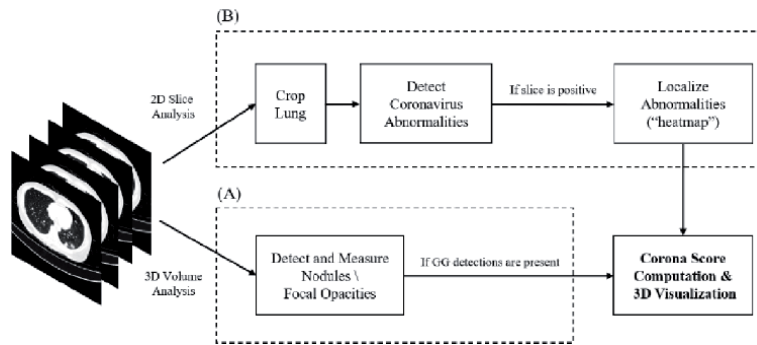 (B)
2D Slice
Analysis
Crop
Lung
Detect
Coronavirus
Abnormalities
If slice is positive
Localize
Abnormalities
(“heatmap”)
(A)
3D Volume
Analysis
Detect and Measure
Nodules \
Focal Opacities
If GG detections are present
Corona Score
Computation &
3D Visualization